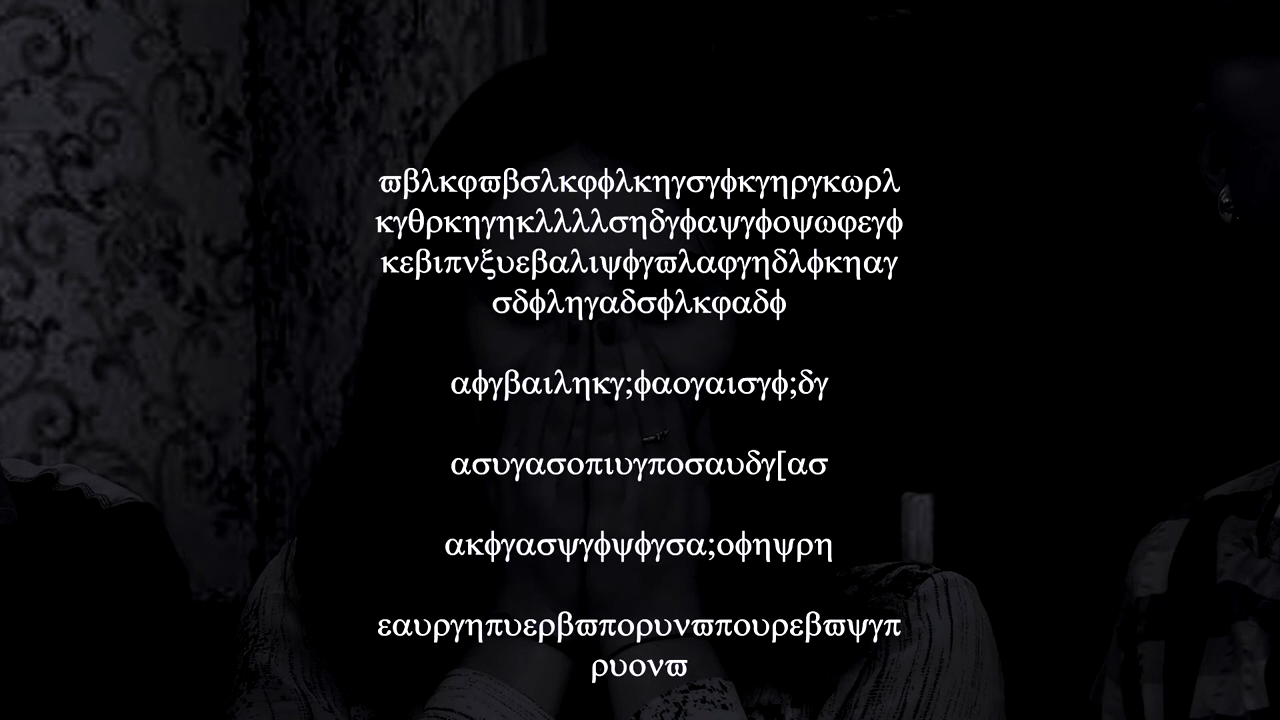 ϖβλκφϖβσλκφϕλκηγσγϕκγηργκωρλ
κγθρκηγηκλλλλσηδγϕαψγϕοψωφεγϕ
κεβιπνξυεβαλιψϕγϖλαφγηδλϕκηαγ
σδϕληγαδσϕλκφαδϕ
αϕγβαιληκγ;ϕαογαισγϕ;δγ
ασυγασοπιυγποσαυδγ[ασ
ακϕγασψγϕψϕγσα;οφηψρη
εαυργηπυερβϖπορυνϖπουρεβϖψγπ
ρυονϖ